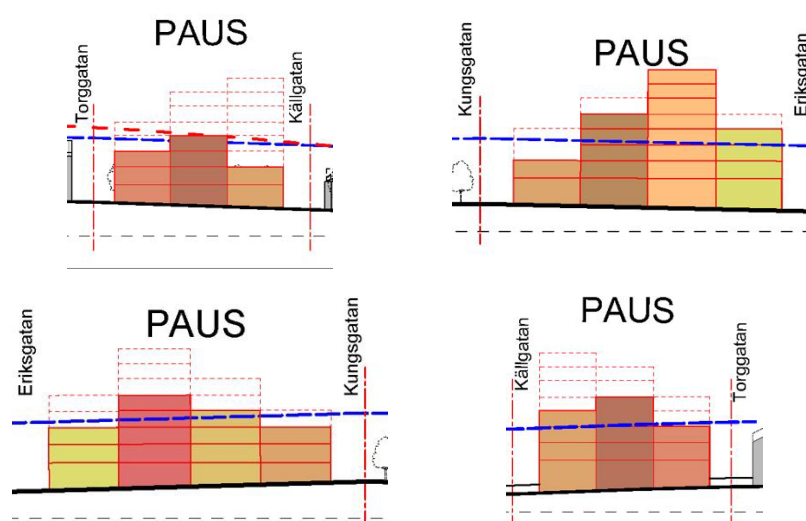 PAUS
Torggatan
Källgatan
PAUS
Kungsgatan
Eriksgatan
PAUS
Eriksgatan
Kungsgatan
PAUS
Källgatan
Torggatan